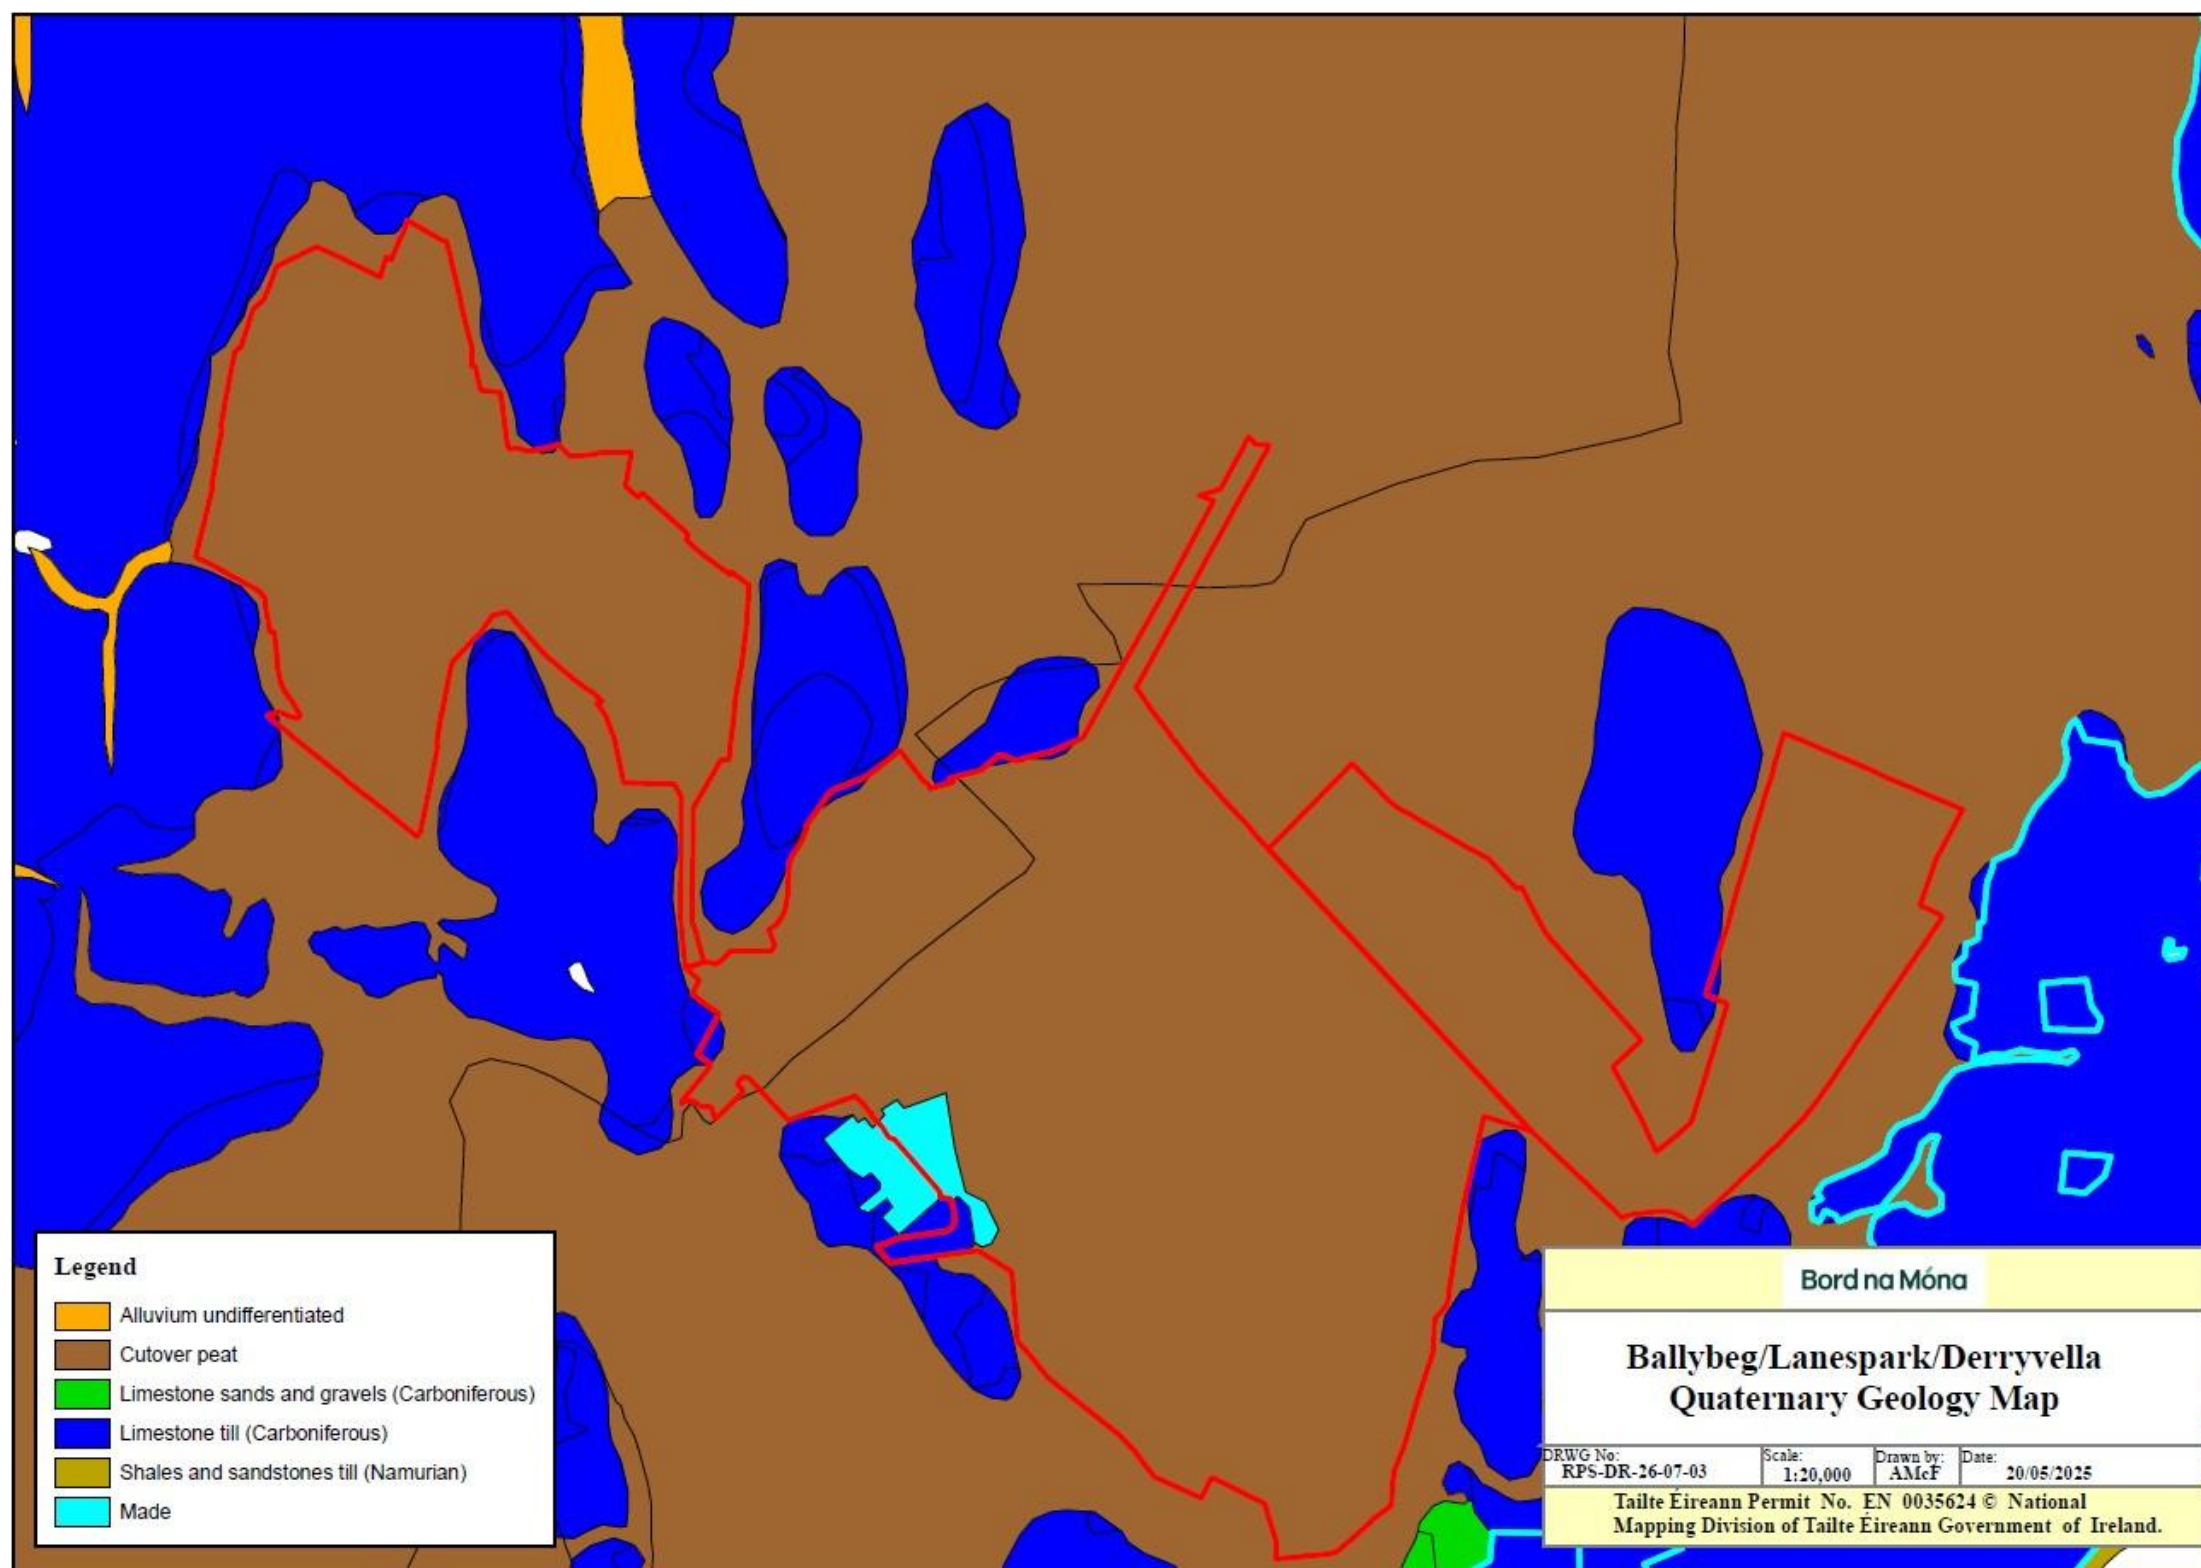 Legend
Alluvium undifferentiated
Cutover peat
Limestone sands and gravels (Carboniferous)
Limestone till (Carboniferous)
Shales and sandstones till (Namurian)
Made
Bord na Móna
Ballybeg/Lanespark/Derryvella
Quaternary Geology Map
DRWG No: Scale: Drawn by: Date:
RPS-DR-26-07-03 1:20,000 AMcF 20/05/2025
Tailte Éireann Permit No. EN 0035624 © National
Mapping Division of Tailte Éireann Government of Ireland.